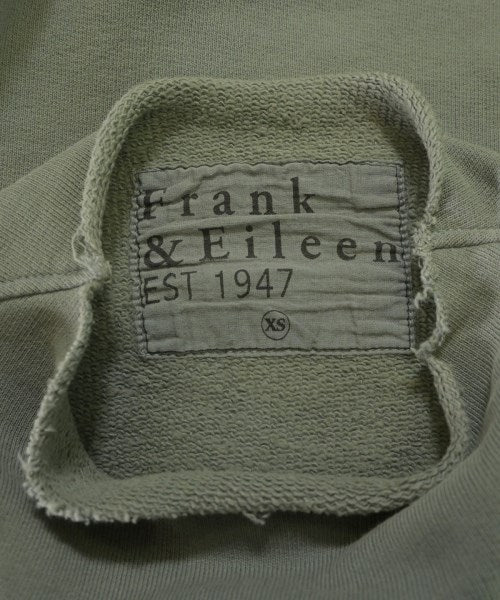 Frank
& Eileen
EST 1947
XS